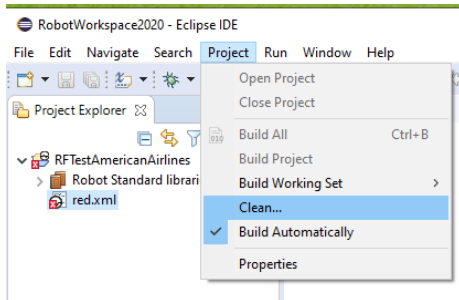 RobotWorkspace2020 - Eclipse IDE
File Edit Navigate Search Project Run Window Help
Open Project
Close Project
Build All Ctrl+B
Build Project
Build Working Set >
Clean...
Build Automatically
Properties
Project Explorer
RFTestAmericanAirlines
Robot Standard librari
red.xml